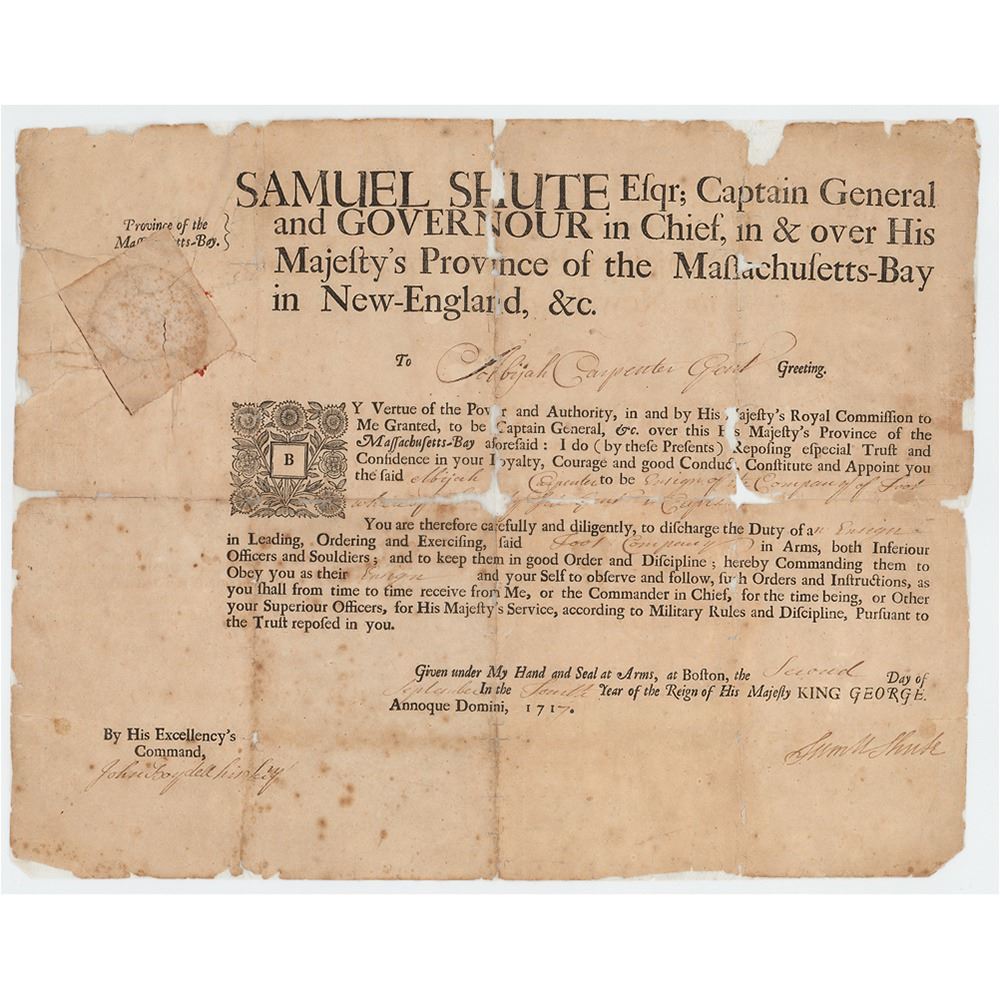 SAMUEL SHUTE Eſqr; Captain General
and GOVERNOUR in Chief, in & over His
Majeſty's Province of the Maſſachuſetts-Bay
in New-England, &c.
Province of the
Maſſachuſetts-Bay.
To Abijah Carpenter Gent Greeting.
BY Vertue of the Power and Authority, in and by His Majeſty's Royal Commiſſion to
Me Granted, to be Captain General, &c. over this His Majeſty's Province of the
Maſſachuſetts-Bay aforeſaid: I do (by theſe Preſents) Repoſing eſpecial Truſt and
Confidence in your Loyalty, Courage and good Conduct, Conſtitute and Appoint you
the ſaid Abijah Carpenter to be Ensign of the Company of Foot
You are therefore carefully and diligently, to diſcharge the Duty of an Ensign
in Leading, Ordering and Exerciſing, ſaid Foot Company in Arms, both Inferiour
Officers and Souldiers; and to keep them in good Order and Diſcipline; hereby Commanding them to
Obey you as their Ensign and your Self to obſerve and follow, ſuch Orders and Inſtructions, as
you ſhall from time to time receive from Me, or the Commander in Chief, for the time being, or Other
your Superiour Officers, for His Majeſty's Service, according to Military Rules and Diſcipline, Purſuant to
the Truſt repoſed in you.
Given under My Hand and Seal at Arms, at Boſton, the Second Day of
September In the Fourth Year of the Reign of His Majeſty KING GEORGE.
Annoque Domini, 1717.
By His Excellency's
Command,
John Boydell
Sam^ll Shute